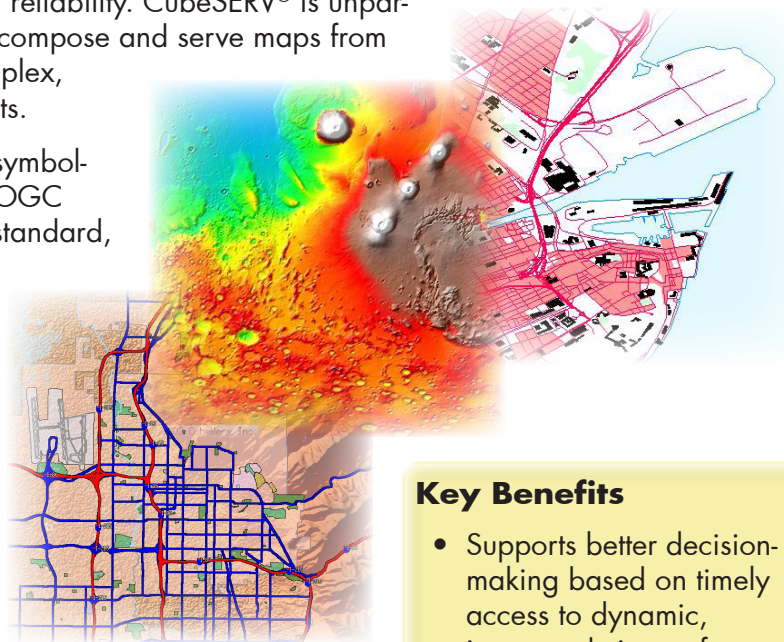 reliability. CubeSERV® is unpar-
compose and serve maps from
plex,
ts.
symbol-
OGC
standard,
Key Benefits
• Supports better decision-
making based on timely
access to dynamic,